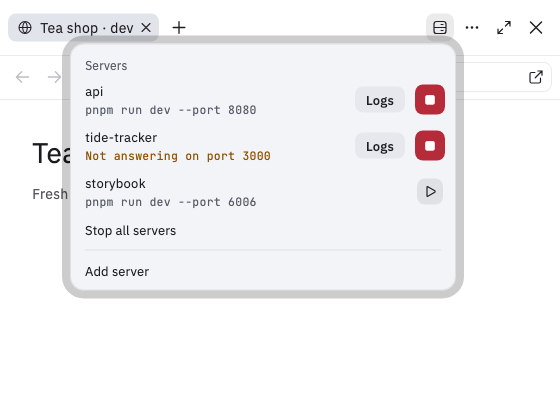 Tea shop · dev
Servers
api
pnpm run dev --port 8080
Logs
tide-tracker
Not answering on port 3000
Logs
storybook
pnpm run dev --port 6006
Stop all servers
Add server
Tea
Fresh